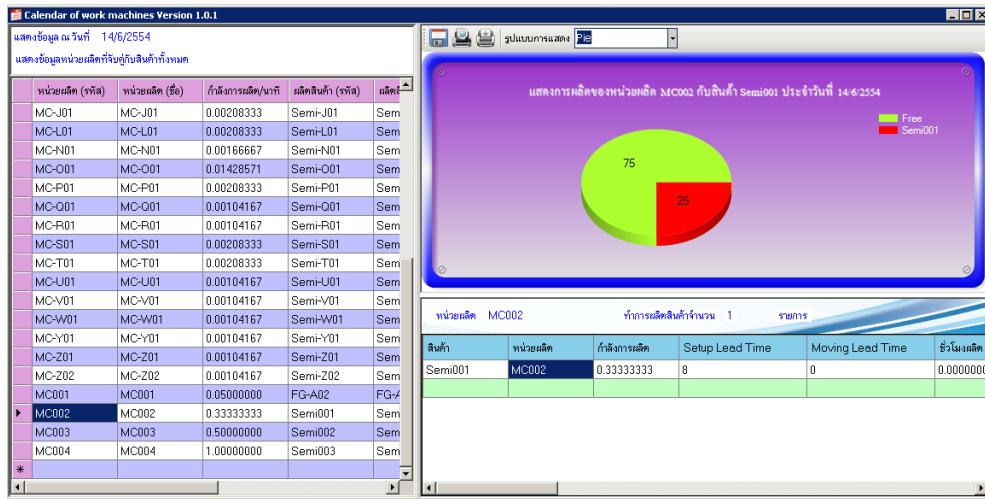 Calendar of work machines Version 1.0.1
แสดงข้อมูล ณ วันที่ 14/6/2554
แสดงข้อมูลหน่วยผลิตที่จับคู่กับสินค้าทั้งหมด
หน่วยผลิต (รหัส) หน่วยผลิต (ชื่อ) กำลังการผลิต/นาที ผลิตสินค้า (รหัส)
MC-J01 MC-J01 0.00208333 Semi-J01 Sem
MC-L01 MC-L01 0.00208333 Semi-L01 Sem
MC-N01 MC-N01 0.00166667 Semi-N01 Sem
MC-O01 MC-O01 0.01428571 Semi-O01 Sem
MC-P01 MC-P01 0.00208333 Semi-P01 Sem
MC-Q01 MC-Q01 0.00104167 Semi-Q01 Sem
MC-R01 MC-R01 0.00104167 Semi-R01 Sem
MC-S01 MC-S01 0.00208333 Semi-S01 Sem
MC-T01 MC-T01 0.00208333 Semi-T01 Sem
MC-U01 MC-U01 0.00104167 Semi-U01 Sem
MC-V01 MC-V01 0.00104167 Semi-V01 Sem
MC-W01 MC-W01 0.00104167 Semi-W01 Sem
MC-Y01 MC-Y01 0.00104167 Semi-Y01 Sem
MC-Z01 MC-Z01 0.00104167 Semi-Z01 Sem
MC-Z02 MC-Z02 0.00104167 Semi-Z02 Sem
MC001 MC001 0.05000000 FG-A02
MC002 MC002 0.33333333 Semi001 Sem
MC003 MC003 0.50000000 Semi002 Sem
MC004 MC004 1.00000000 Semi003 Sem
รูปแบบการแสดง Pie
แสดงการผลิตของหน่วยผลิต MC002 กับสินค้า Semi001 ประจำวันที่ 14/6/2554
Free
Semi001
75
25
หน่วยผลิต MC002 ทำการผลิตสินค้าจำนวน 1 รายการ
สินค้า หน่วยผลิต กำลังการผลิต Setup Lead Time Moving Lead Time ชั่วโมงผลิต
Semi001 MC002 0.33333333 8 0 0.0000000